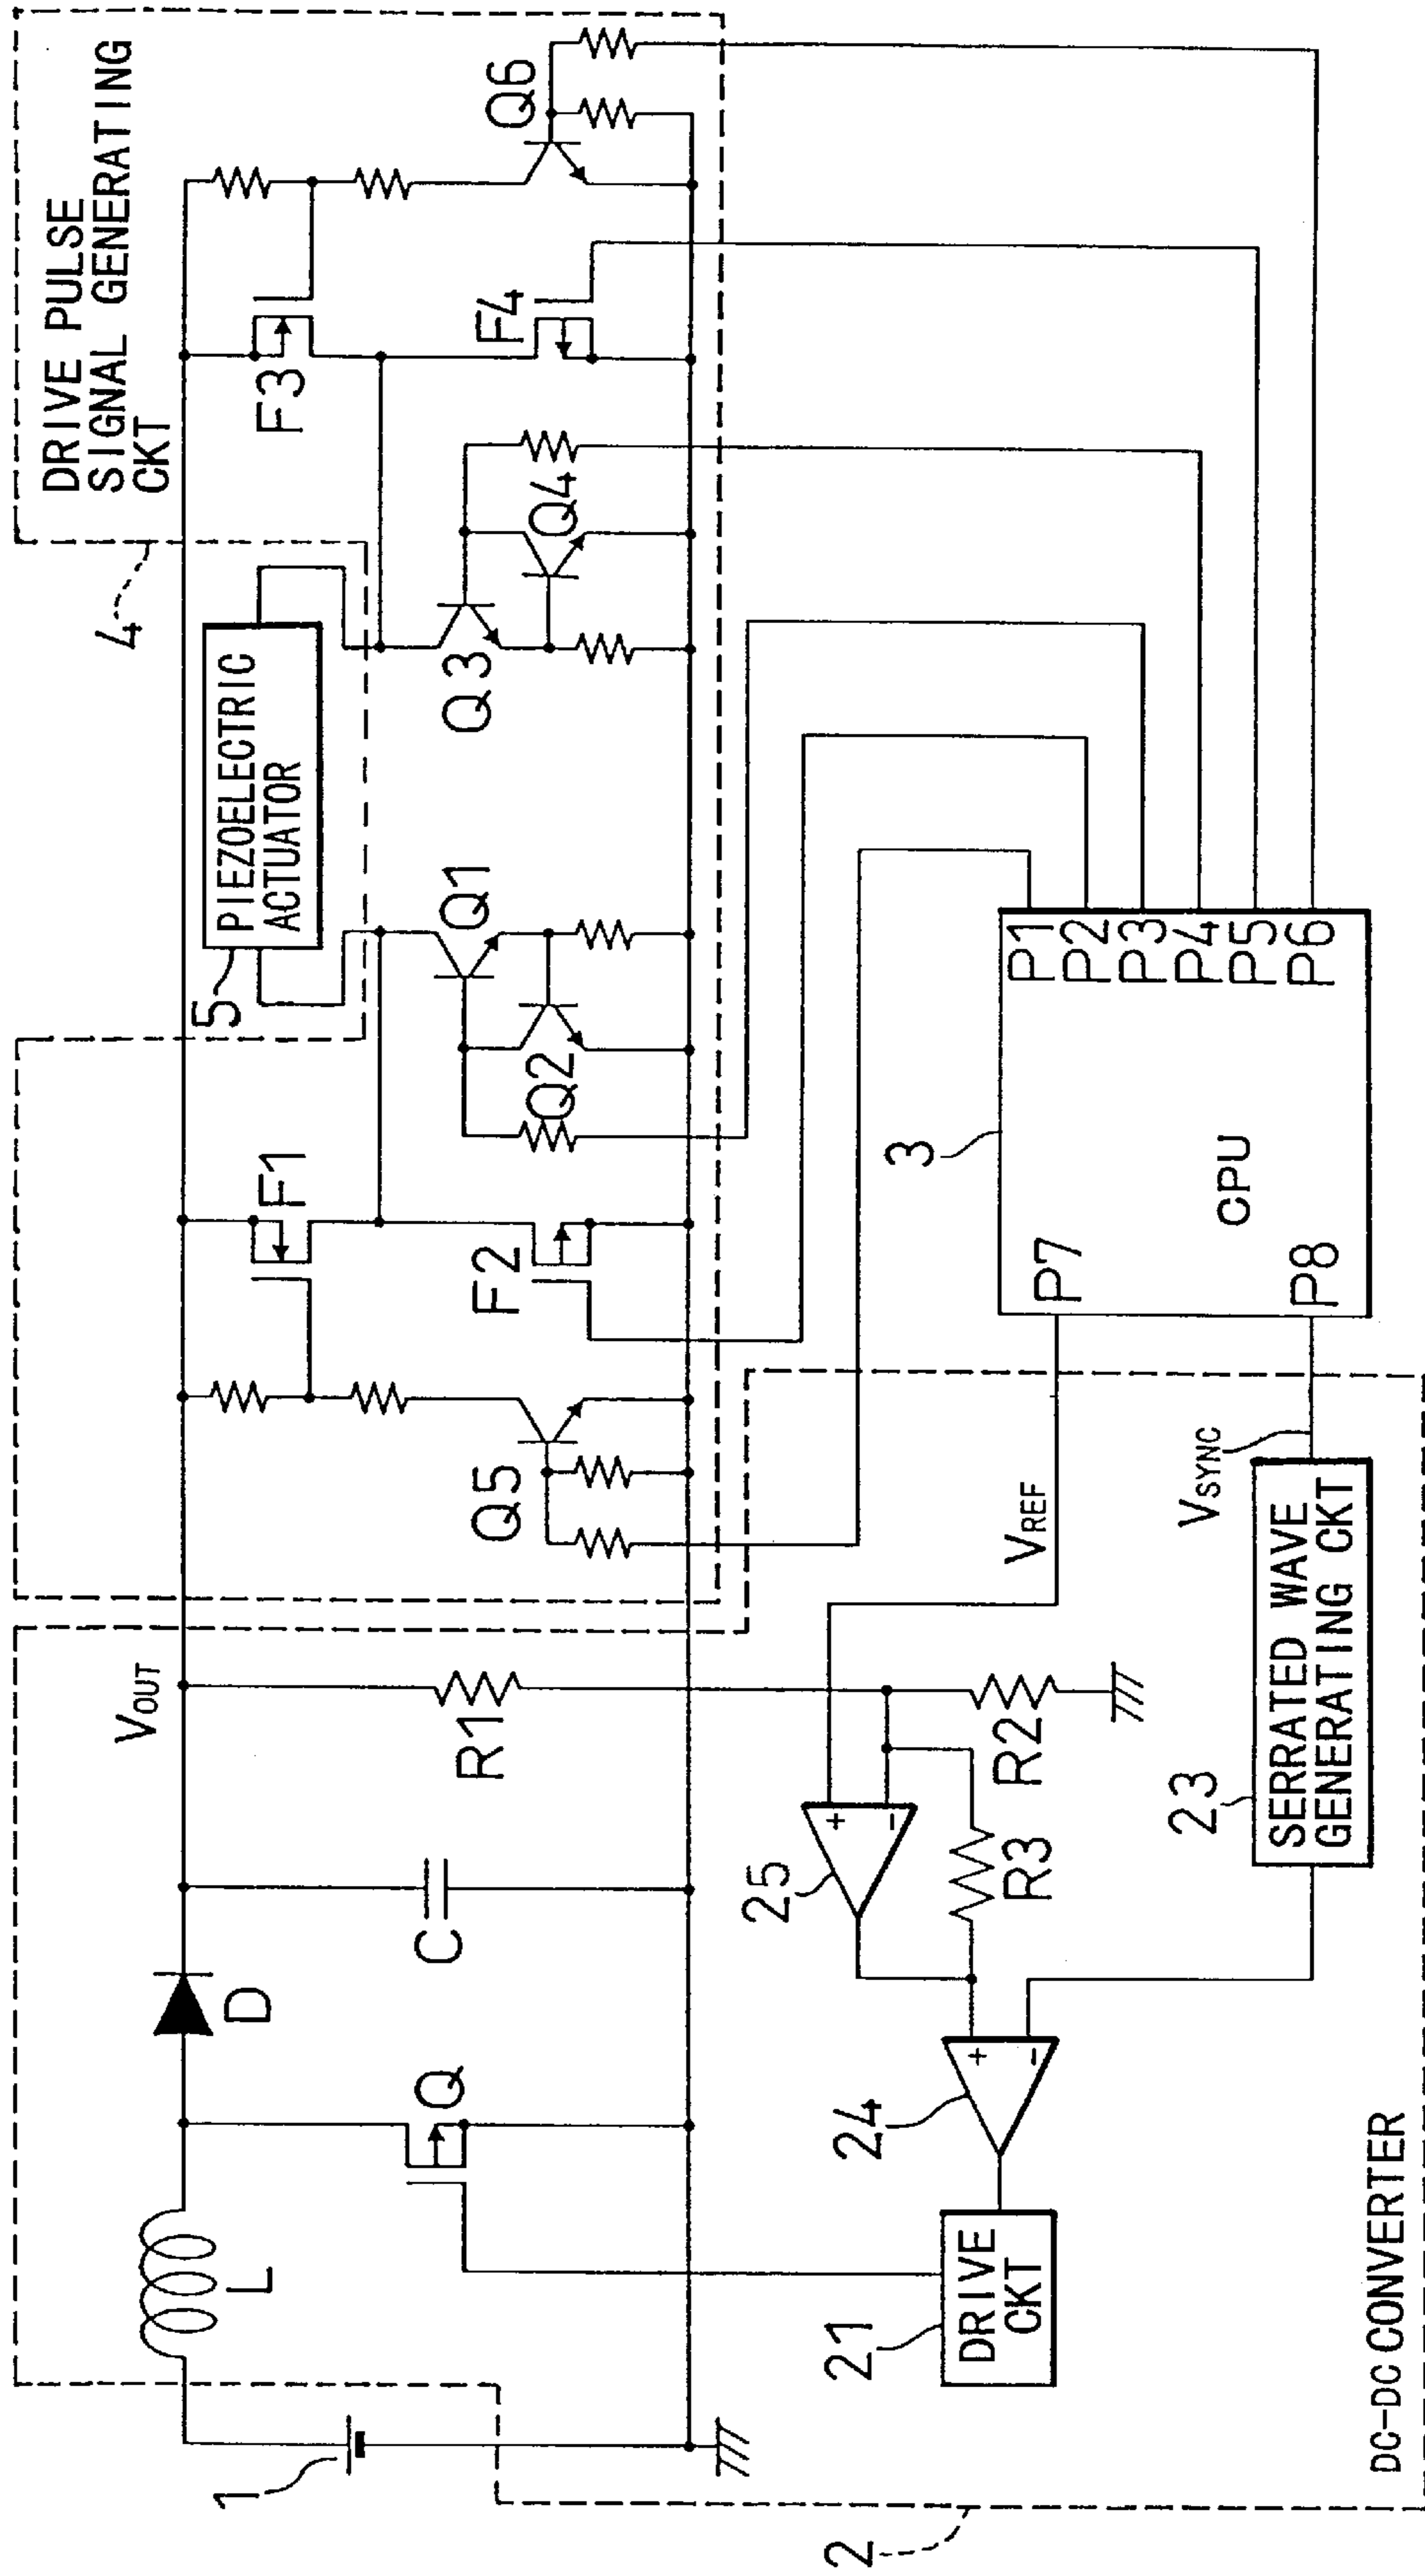 DRIVE PULSE
SIGNAL GENERATING
CKT
4
5
PIEZOELECTRIC
ACTUATOR
1
L
D
Q
C
VOUT
R1
Q5
F1
F2
Q2
Q1
Q3
Q4
F3
F4
Q6
2
DC-DC CONVERTER
21
DRIVE
CKT
24
+
−
25
+
−
R3
R2
VREF
VSYNC
23
SERRATED WAVE
GENERATING CKT
3
CPU
P7
P8
P1
P2
P3
P4
P5
P6